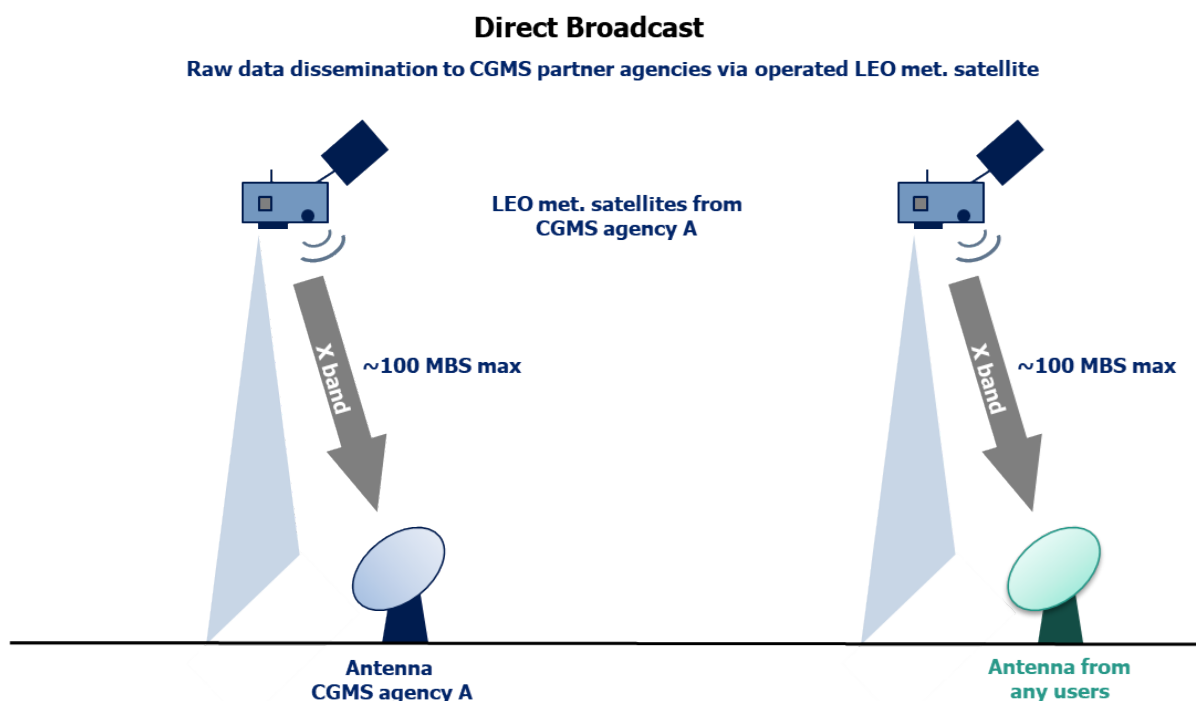 Direct Broadcast
Raw data dissemination to CGMS partner agencies via operated LEO met. satellite
LEO met. satellites from
CGMS agency A
X band
~100 MBS max
X band
~100 MBS max
Antenna
CGMS agency A
Antenna from
any users